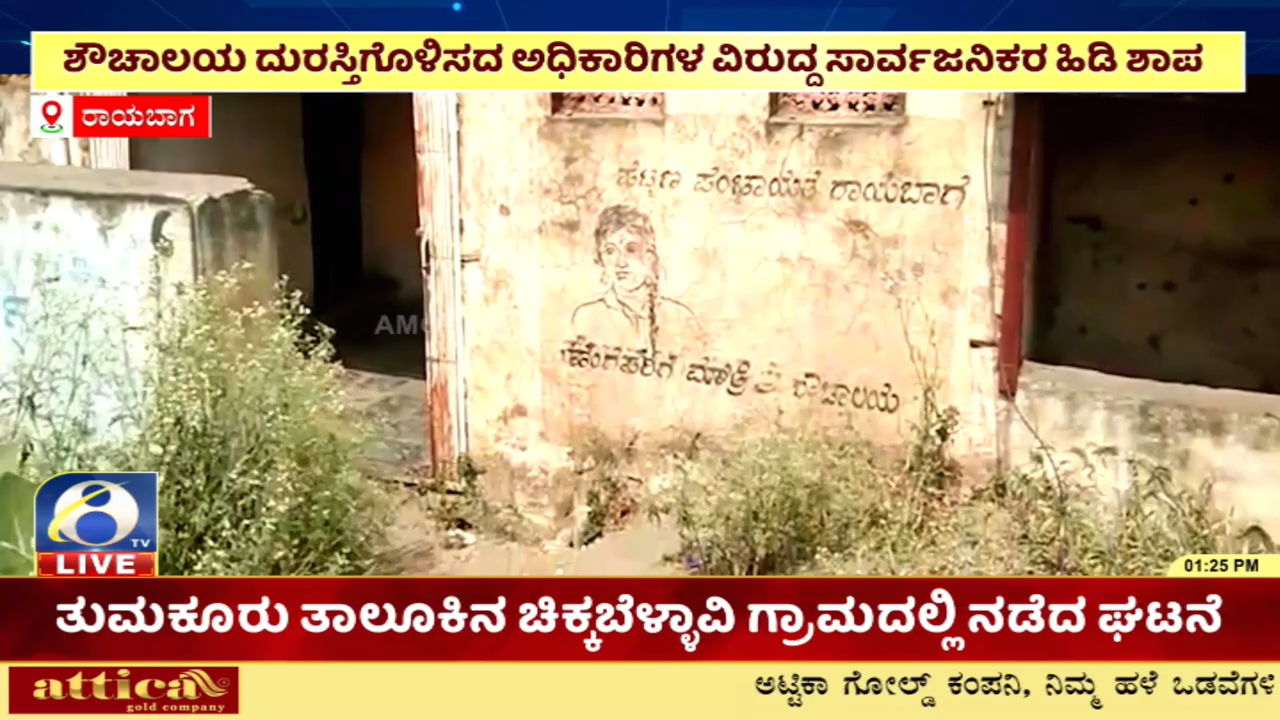 ಶೌಚಾಲಯ ದುರಸ್ತಿಗೊಳಿಸದ ಅಧಿಕಾರಿಗಳ ವಿರುದ್ದ ಸಾರ್ವಜನಿಕರ ಹಿಡಿ ಶಾಪ
ರಾಯಬಾಗ
ಪಟ್ಟಣ ಪಂಚಾಯತ ರಾಯಬಾಗ
AM
ಶೌಚಾಲಯ
8
TV
LIVE
01:25 PM
ತುಮಕೂರು ತಾಲೂಕಿನ ಚಿಕ್ಕಬೆಳ್ಳಾವಿ ಗ್ರಾಮದಲ್ಲಿ ನಡೆದ ಘಟನೆ
attica
gold company
ಅಟ್ಟಿಕಾ ಗೋಲ್ಡ್ ಕಂಪನಿ, ನಿಮ್ಮ ಹಳೆ ಒಡವೆಗಳಿ